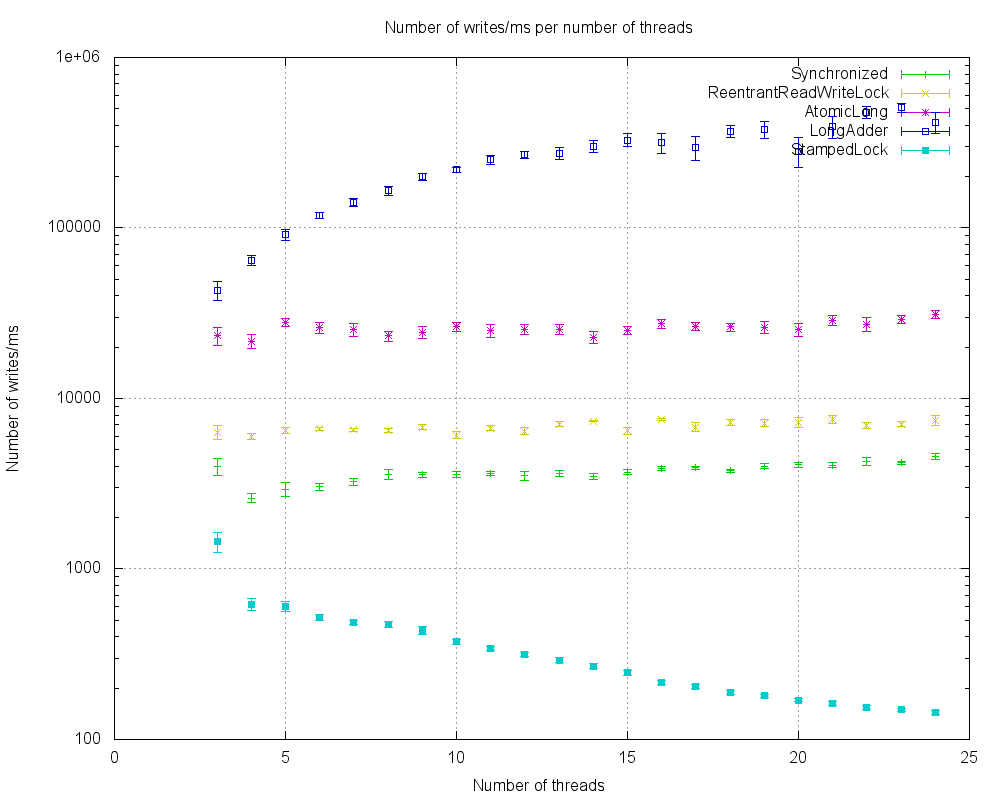 Number of writes/ms per number of threads
1e+06
Synchronized
ReentrantReadWriteLock
AtomicLong
LongAdder
StampedLock
100000
10000
1000
100
Number of writes/ms
0 5 10 15 20 25
Number of threads